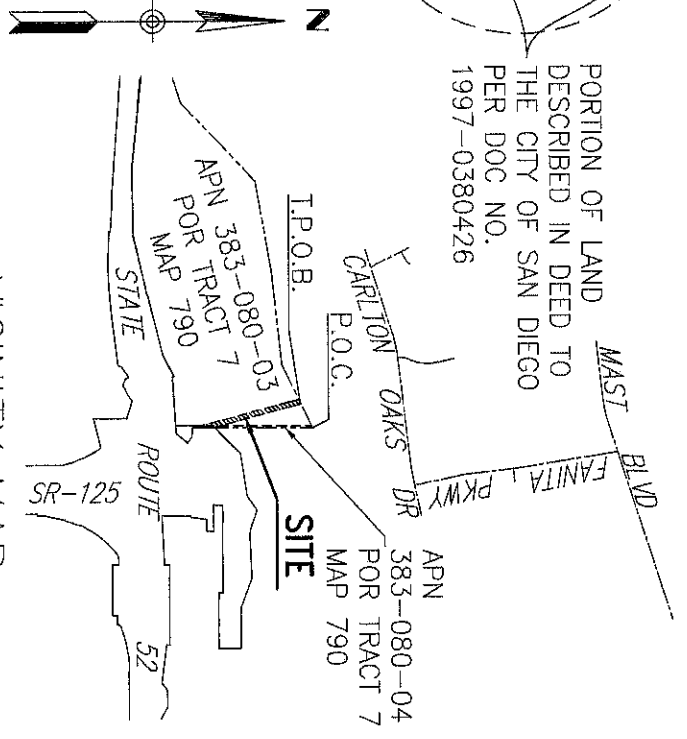 PORTION OF LAND
DESCRIBED IN DEED TO
THE CITY OF SAN DIEGO
PER DOC NO.
1997-0380426
N
MAST BLVD
FANITA PKWY
CARLTON OAKS DR
P.O.C.
T.P.O.B.
APN 383-080-03
POR TRACT 7
MAP 790
APN
383-080-04
POR TRACT 7
MAP 790
SITE
STATE ROUTE 52
SR-125
VICINITY MAP